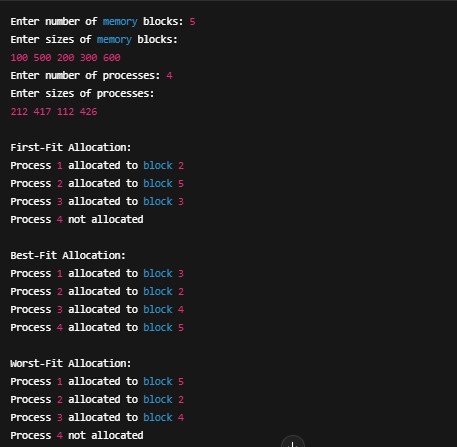 Enter number of memory blocks: 5
Enter sizes of memory blocks:
100 500 200 300 600
Enter number of processes: 4
Enter sizes of processes:
212 417 112 426
First-Fit Allocation:
Process 1 allocated to block 2
Process 2 allocated to block 5
Process 3 allocated to block 3
Process 4 not allocated
Best-Fit Allocation:
Process 1 allocated to block 3
Process 2 allocated to block 2
Process 3 allocated to block 4
Process 4 allocated to block 5
Worst-Fit Allocation:
Process 1 allocated to block 5
Process 2 allocated to block 2
Process 3 allocated to block 4
Process 4 not allocated